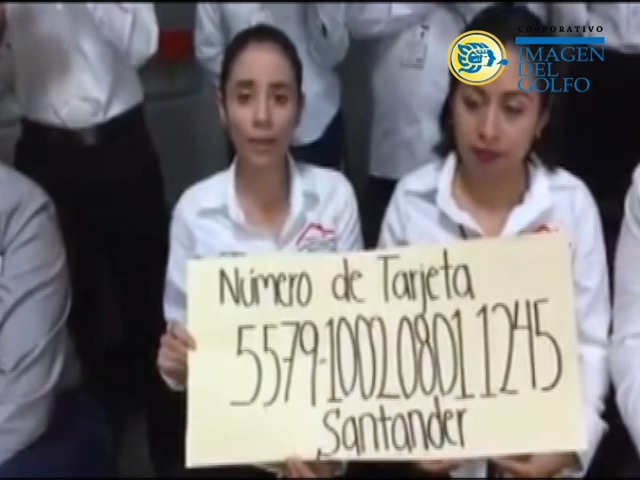 CORPORATIVO
IMAGEN
DEL
GOLFO
Número de Tarjeta
5579-1002 0801 1245
Santander